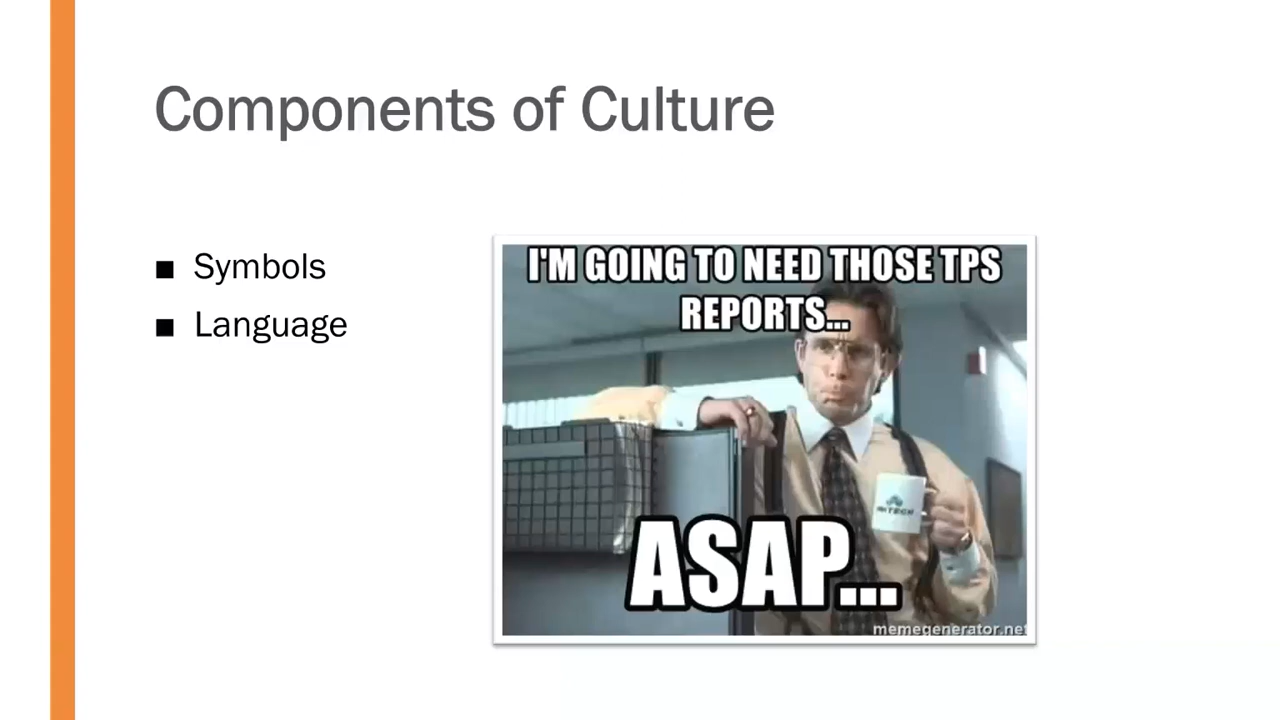 Components of Culture
Symbols
Language
I'M GOING TO NEED THOSE TPS
REPORTS...
ASAP...
memegenerator.net